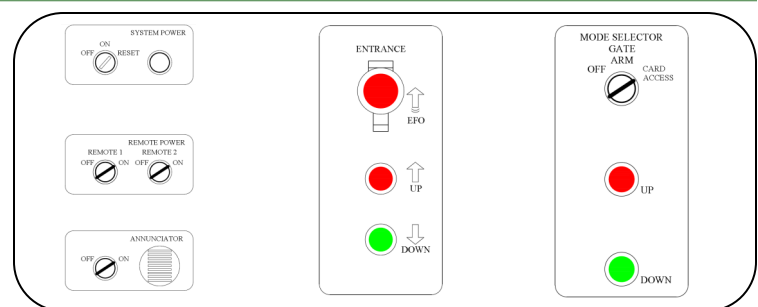 SYSTEM POWER
ON
OFF RESET
REMOTE POWER
REMOTE 1 REMOTE 2
OFF ON OFF ON
ANNUNCIATOR
OFF ON
ENTRANCE
EFO
UP
DOWN
MODE SELECTOR
GATE
ARM
OFF CARD
ACCESS
UP
DOWN